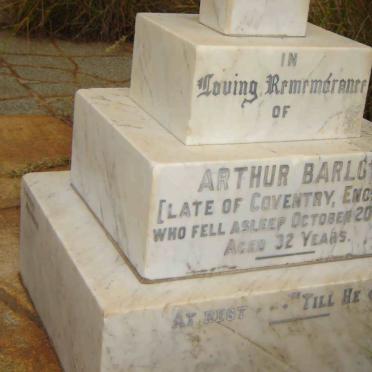 IN
Loving Remembrance
OF
ARTHUR BARLO
[LATE OF COVENTRY, ENG
WHO FELL ASLEEP OCTOBER 20
AGED 32 YEARS.
AT REST ... "TILL HE